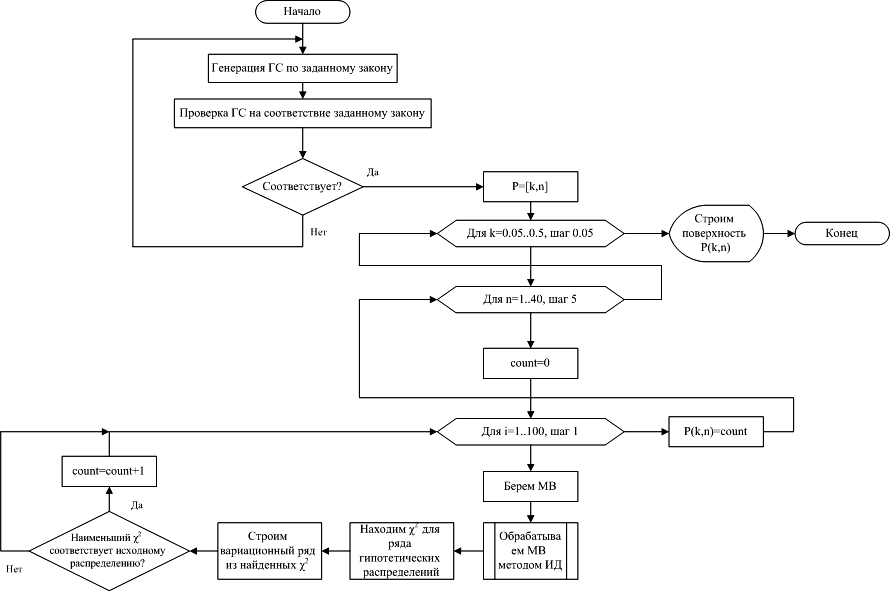 Начало
Генерация ГС по заданному закону
Проверка ГС на соответствие заданному закону
Соответствует?
Да
Нет
P=[k,n]
Для k=0.05..0.5, шаг 0.05
Строим
поверхность
P(k,n)
Конец
Для n=1..40, шаг 5
count=0
Для i=1..100, шаг 1
P(k,n)=count
Берем МВ
Обрабатыва
ем МВ
методом ИД
Находим χ² для
ряда
гипотетических
распределений
Строим
вариационный ряд
из найденных χ²
Наименьший χ²
соответствует исходному
распределению?
Да
Нет
count=count+1